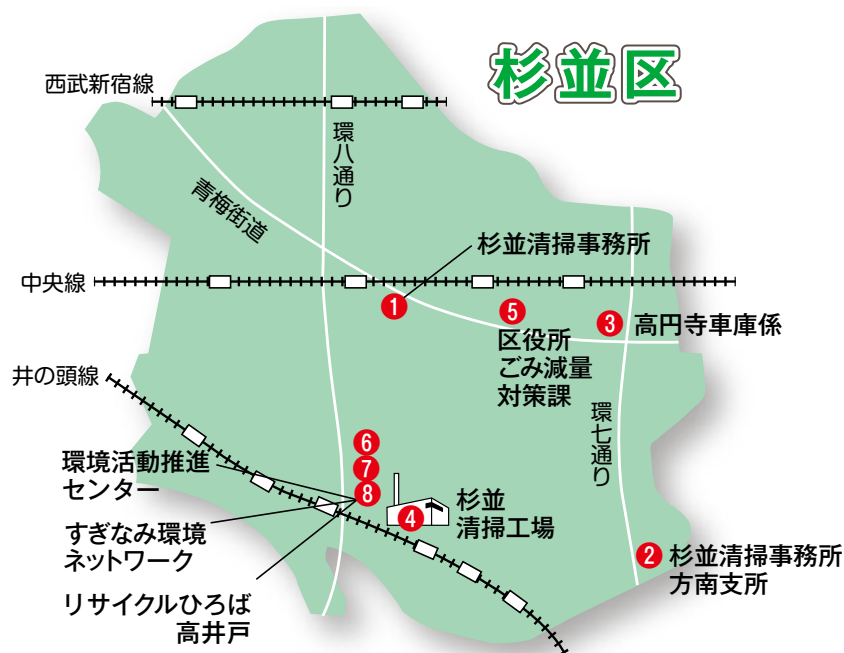 杉並区
西武新宿線
環八通り
青梅街道
杉並清掃事務所
中央線
1
5
3
高円寺車庫係
区役所
ごみ減量
対策課
井の頭線
環七通り
6
7
8
環境活動推進
センター
すぎなみ環境
ネットワーク
リサイクルひろば
高井戸
4
杉並
清掃工場
2
杉並清掃事務所
方南支所